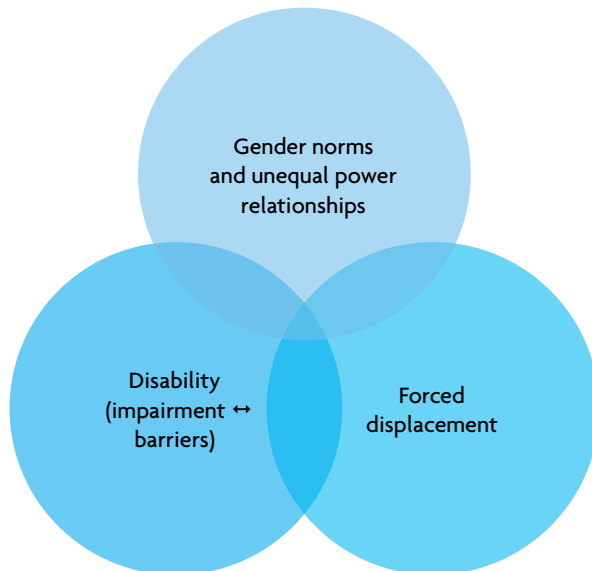 Gender norms
and unequal power
relationships
Disability
(impairment ↔
barriers)
Forced
displacement